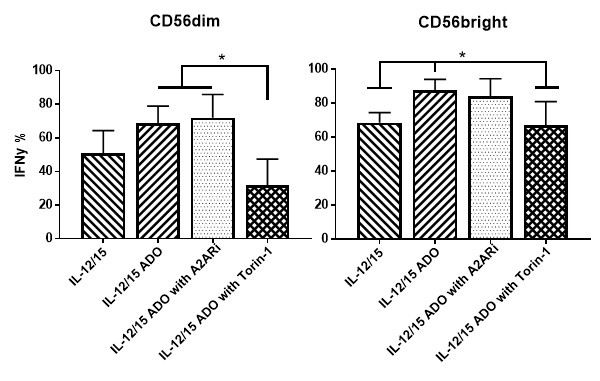 CD56dim
CD56bright
*
*
IFNy %
100
80
60
40
20
0
IL-12/15
IL-12/15 ADO
IL-12/15 ADO with A2ARi
IL-12/15 ADO with Torin-1
100
80
60
40
20
0
IL-12/15
IL-12/15 ADO
IL-12/15 ADO with A2ARi
IL-12/15 ADO with Torin-1